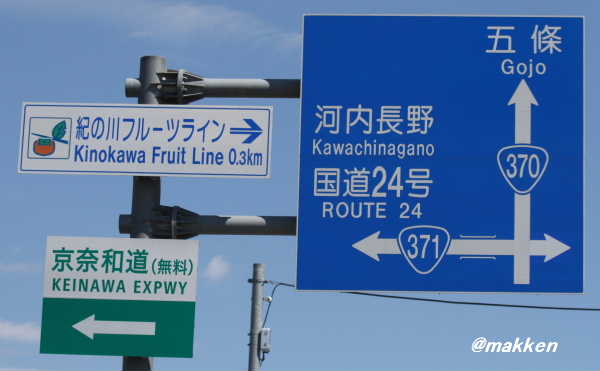 紀の川フルーツライン
Kinokawa Fruit Line 0.3km
京奈和道(無料)
KEINAWA EXPWY
五條
Gojo
河内長野
Kawachinagano
国道24号
ROUTE 24
370
371
@makken